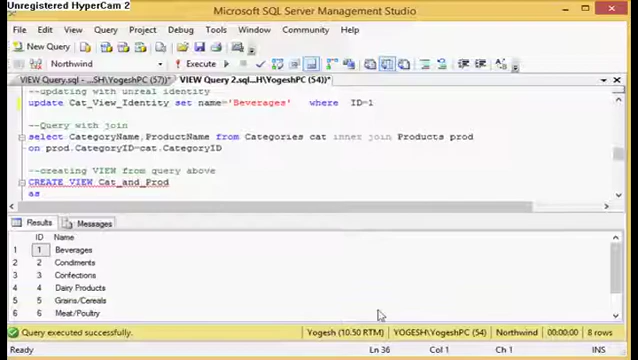 Unregistered HyperCam 2
Microsoft SQL Server Management Studio
File Edit View Query Project Debug Tools Window Community Help
New Query
Northwind Execute
VIEW Query.sql - ...SH\YogeshPC (57))* VIEW Query 2.sql...H\YogeshPC (54))*
--updating with unreal identity
update Cat_View_Identity set name='Beverages' where ID=1
--Query with join
select CategoryName,ProductName from Categories cat inner join Products prod
on prod.CategoryID=cat.CategoryID
--creating VIEW from query above
CREATE VIEW Cat_and_Prod
as
Results Messages
ID Name
1 1 Beverages
2 2 Condiments
3 3 Confections
4 4 Dairy Products
5 5 Grains/Cereals
6 6 Meat/Poultry
Query executed successfully. Yogesh (10.50 RTM) YOGESH\YogeshPC (54) Northwind 00:00:00 8 rows
Ready Ln 36 Col 1 Ch 1 INS